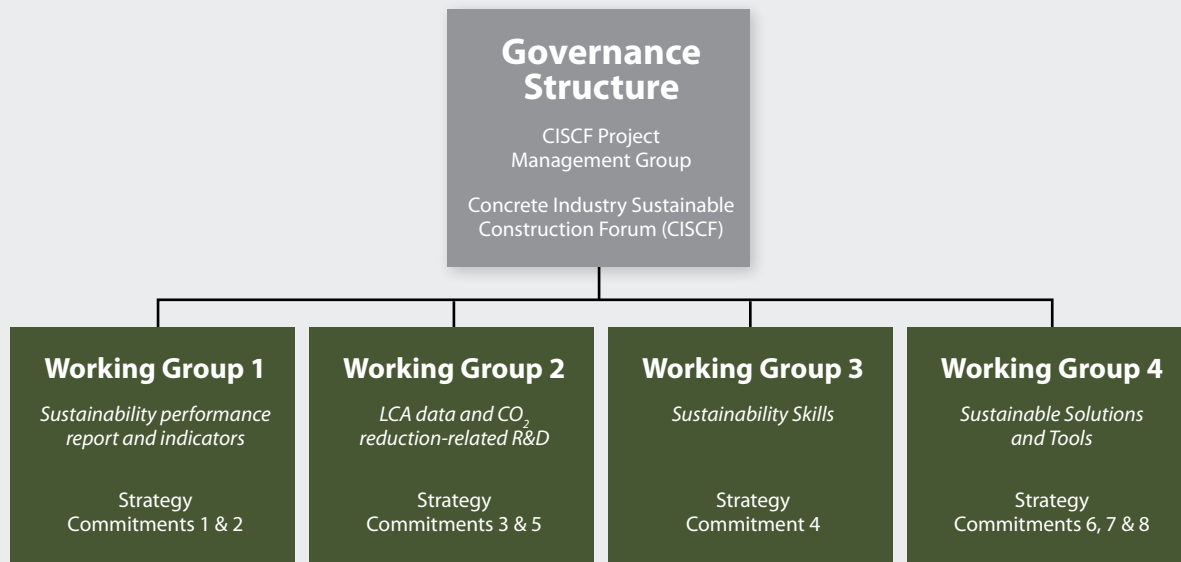 Governance
Structure
CISCF Project
Management Group
Concrete Industry Sustainable
Construction Forum (CISCF)
Working Group 1
Sustainability performance
report and indicators
Strategy
Commitments 1 & 2
Working Group 2
LCA data and CO₂
reduction-related R&D
Strategy
Commitments 3 & 5
Working Group 3
Sustainability Skills
Strategy
Commitment 4
Working Group 4
Sustainable Solutions
and Tools
Strategy
Commitments 6, 7 & 8